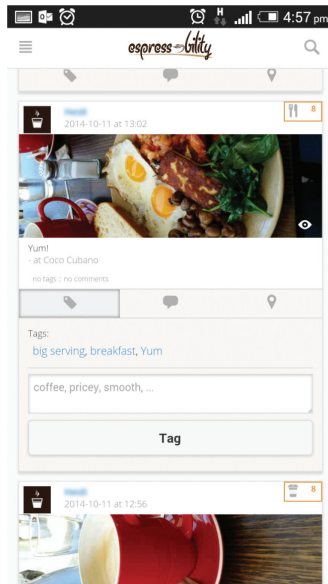 H
4:57 pm
espress-bility
8
2014-10-11 at 13:02
Yum!
- at Coco Cubano
no tags :: no comments
Tags:
big serving, breakfast, Yum
coffee, pricey, smooth, ...
Tag
8
2014-10-11 at 12:56